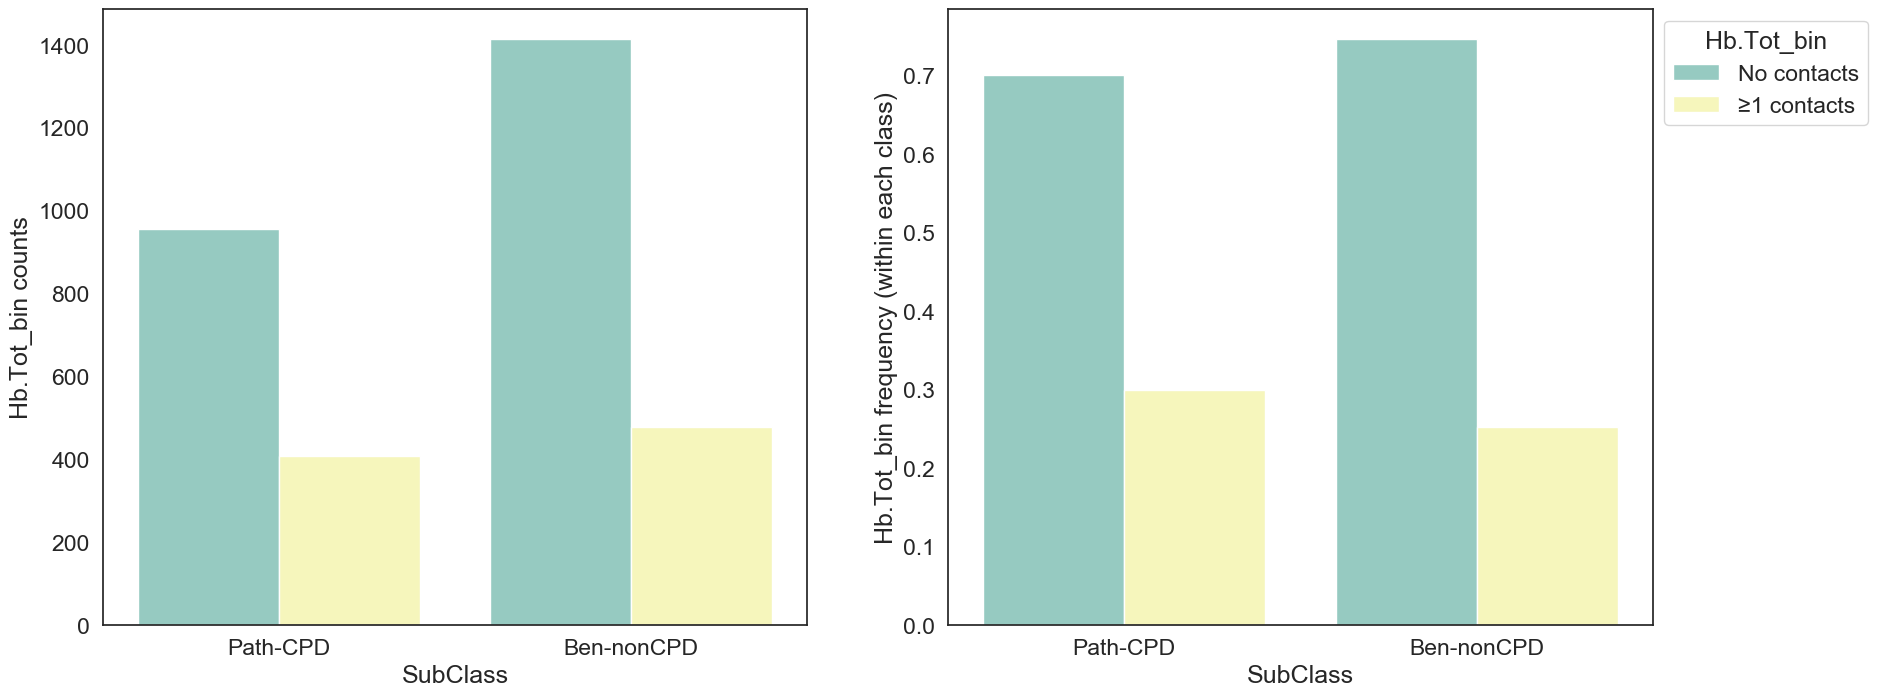 Hb.Tot_bin counts
1400
1200
1000
800
600
400
200
0
Path-CPD
Ben-nonCPD
SubClass
Hb.Tot_bin frequency (within each class)
0.7
0.6
0.5
0.4
0.3
0.2
0.1
0.0
Path-CPD
Ben-nonCPD
SubClass
Hb.Tot_bin
No contacts
≥1 contacts